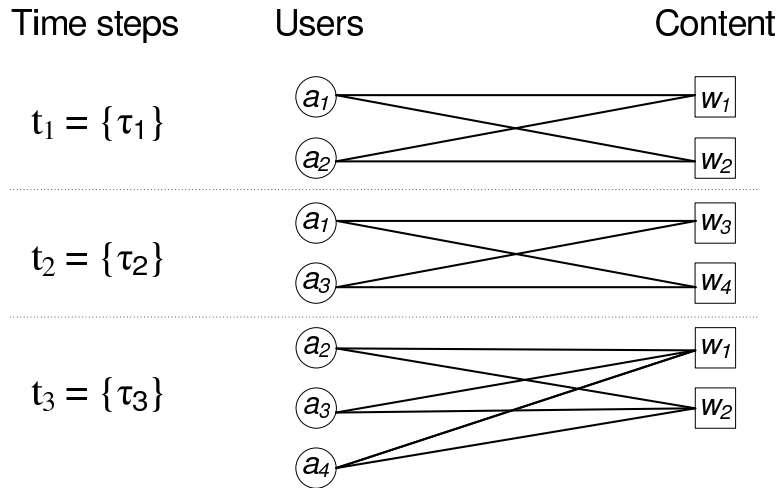 Time steps Users Content
t₁ = {τ₁}
a₁ w₁
a₂ w₂
t₂ = {τ₂}
a₁ w₃
a₃ w₄
t₃ = {τ₃}
a₂ w₁
a₃ w₂
a₄